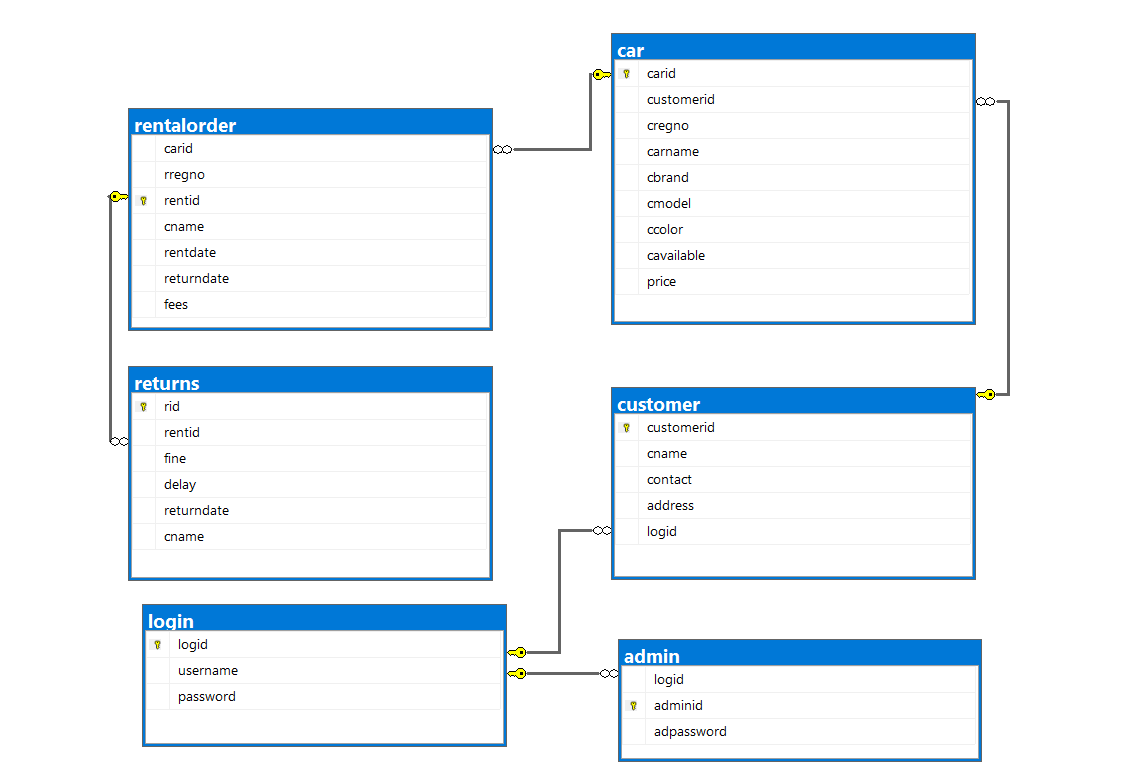 rentalorder
carid
rregno
rentid
cname
rentdate
returndate
fees
car
carid
customerid
cregno
carname
cbrand
cmodel
ccolor
cavailable
price
returns
rid
rentid
fine
delay
returndate
cname
customer
customerid
cname
contact
address
logid
login
logid
username
password
admin
logid
adminid
adpassword